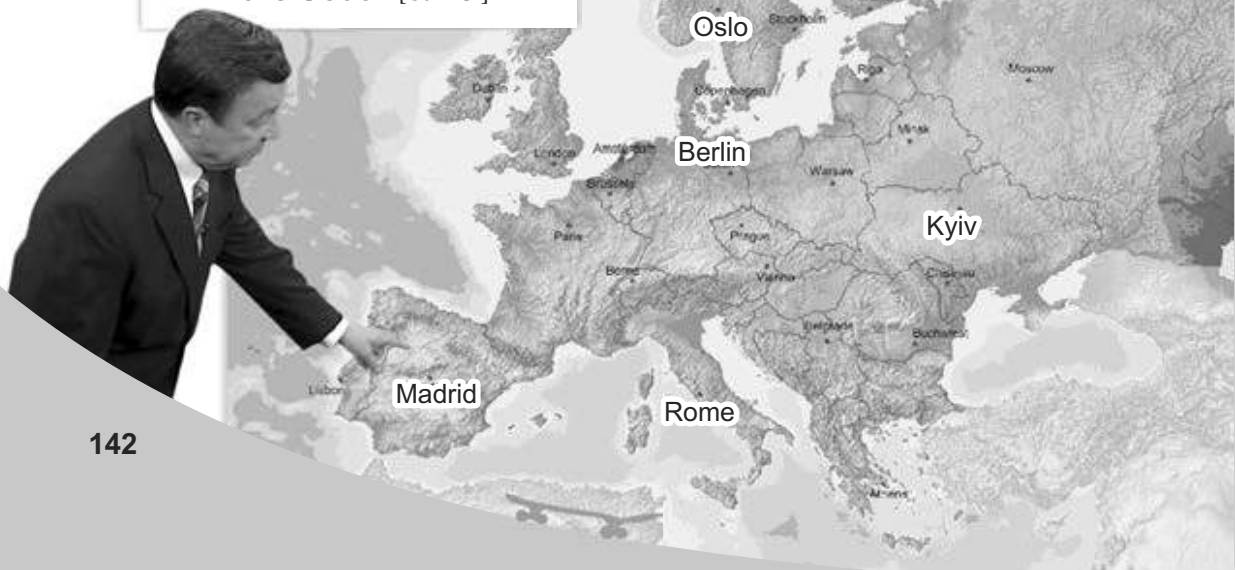 Oslo
Stockholm
Riga
Moscow
Dublin
Copenhagen
Minsk
London
Amsterdam
Berlin
Warsaw
Brussels
Kyiv
Paris
Prague
Berne
Vienna
Chisinau
Belgrade
Bucharest
Lisbon
Madrid
Rome
142
Athens